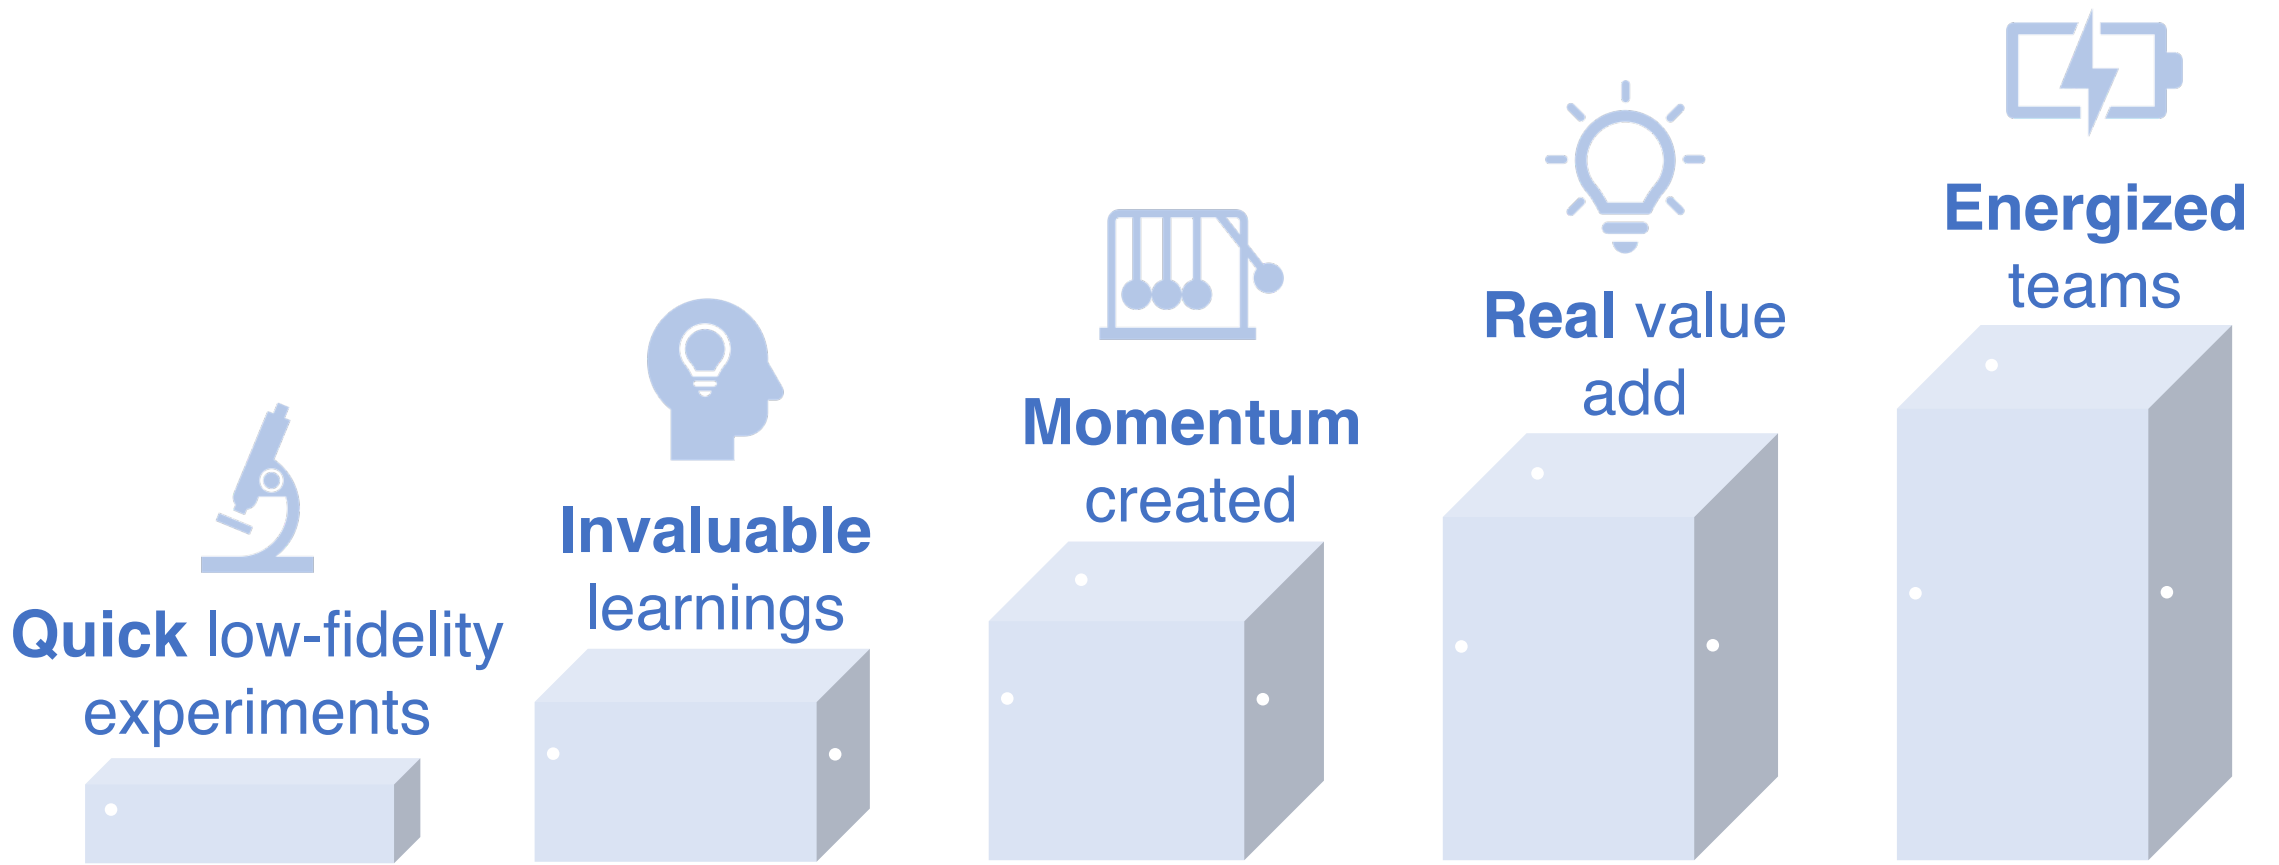 Quick low-fidelity
experiments
Invaluable
learnings
Momentum
created
Real value
add
Energized
teams